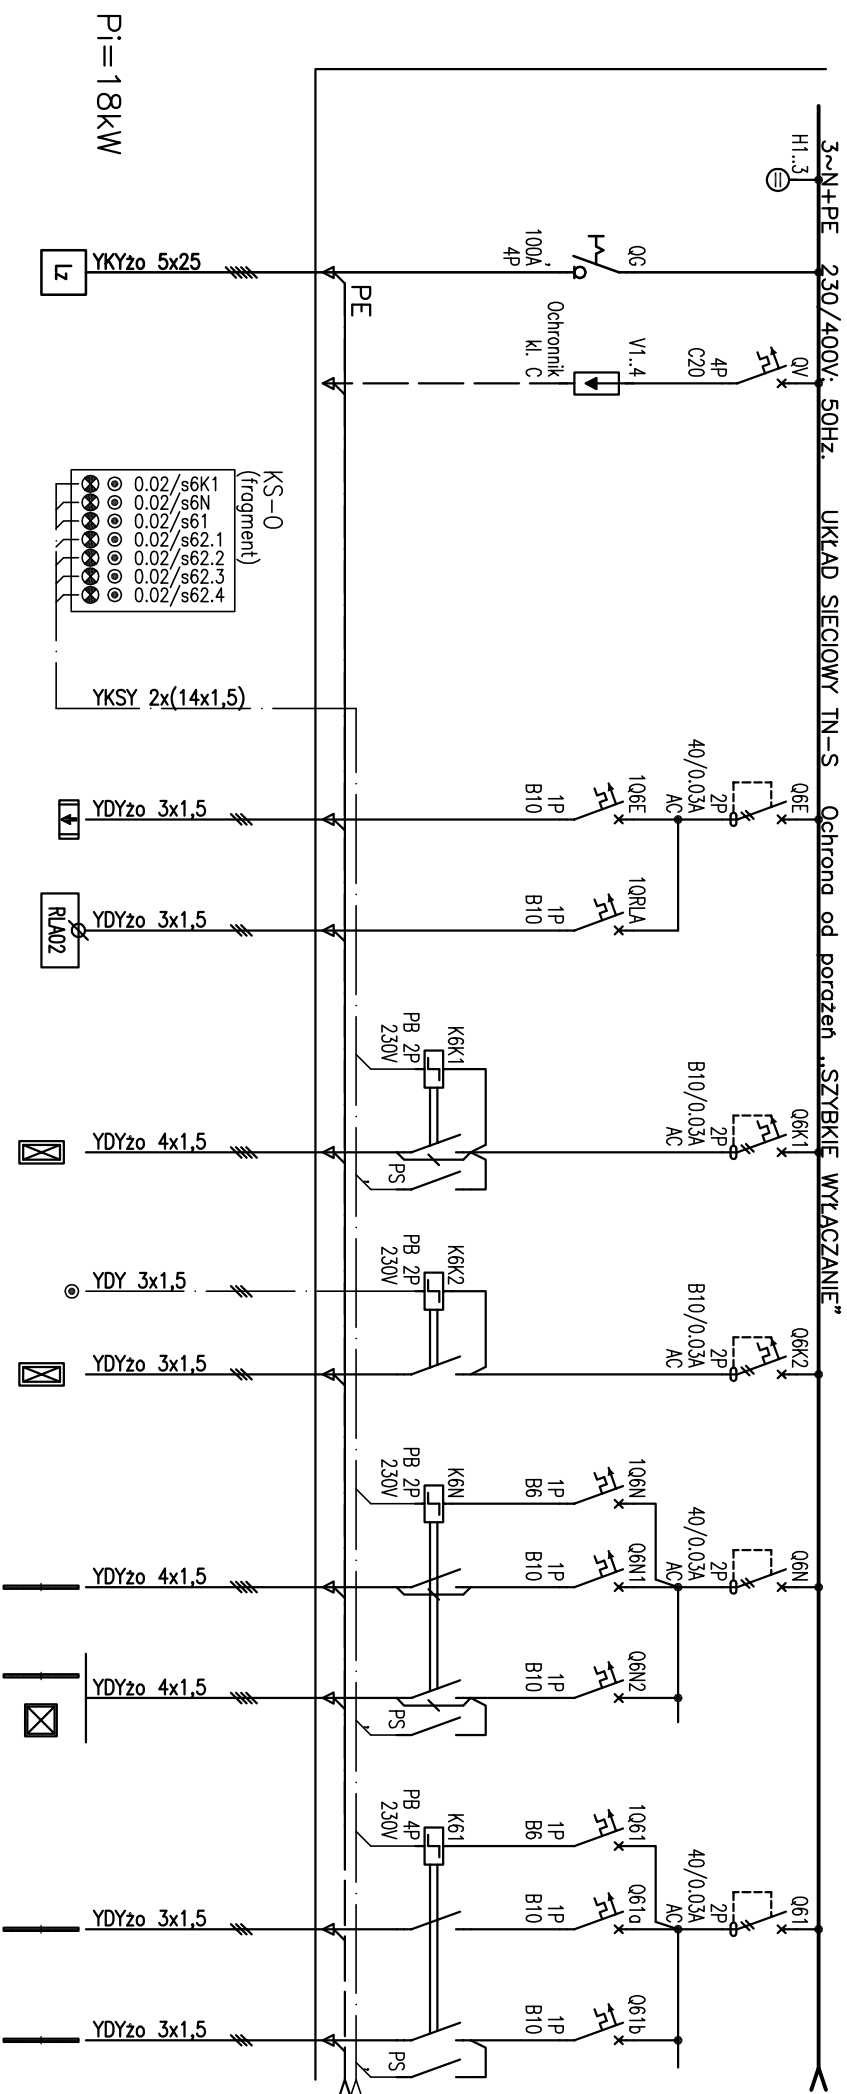 3~N+PE 230/400V; 50Hz. UKŁAD SIECIOWY TN-S Ochrona od porażeń „SZYBKIE WYŁĄCZANIE”
H1..3
QG
100A,
4P
QV
4P
C20
V1..4
Ochronnik
kl. C
PE
Pi=18kW
YKYżo 5x25
Lz
KS-0
(fragment)
0.02/s6K1
0.02/s6N
0.02/s61
0.02/s62.1
0.02/s62.2
0.02/s62.3
0.02/s62.4
YKSY 2x(14x1,5)
Q6E
2P
40/0.03A
AC
1Q6E
1P
B10
YDYżo 3x1,5
1QRLA
1P
B10
YDYżo 3x1,5
RLA02
Q6K1
2P
B10/0.03A
AC
K6K1
PB 2P
230V
PS
YDYżo 4x1,5
Q6K2
2P
B10/0.03A
AC
K6K2
PB 2P
230V
YDY 3x1,5
YDYżo 3x1,5
Q6N
2P
40/0.03A
AC
1Q6N
1P
B6
K6N
PB 2P
230V
Q6N1
1P
B10
YDYżo 4x1,5
Q6N2
1P
B10
PS
YDYżo 4x1,5
Q61
2P
40/0.03A
AC
1Q61
1P
B6
K61
PB 4P
230V
Q61a
1P
B10
YDYżo 3x1,5
Q61b
1P
B10
PS
YDYżo 3x1,5